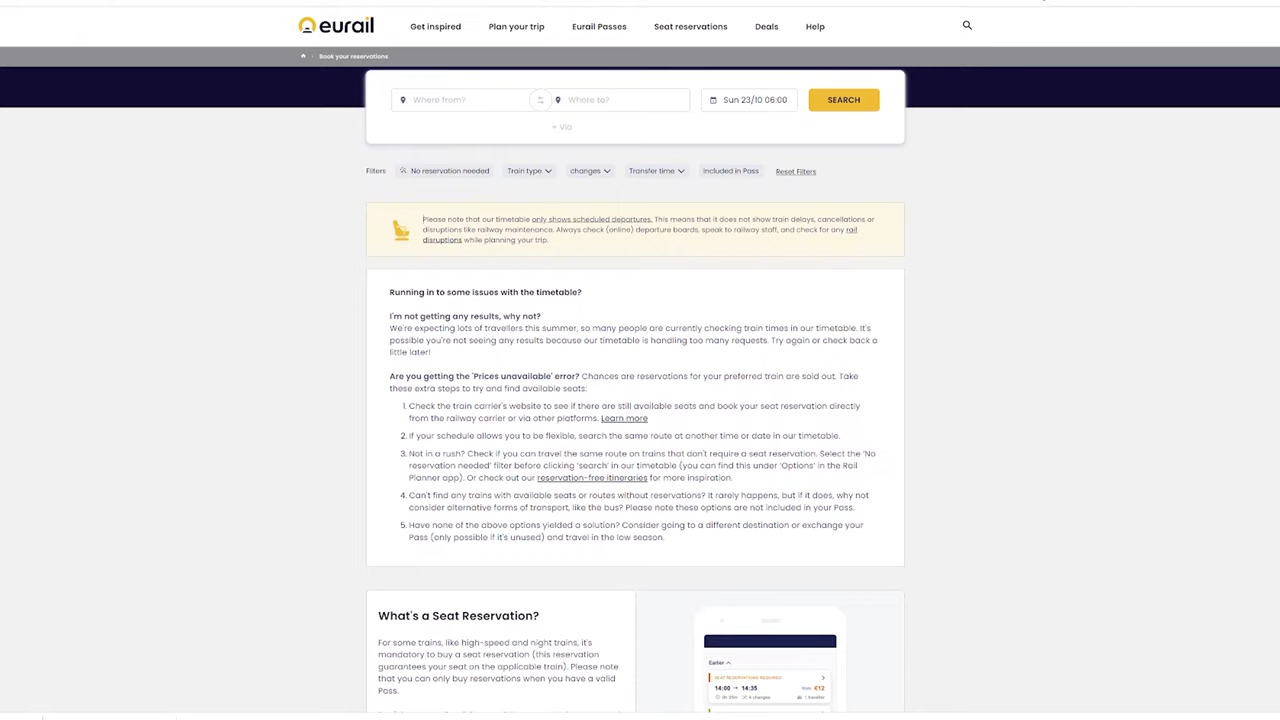 eurail
Get inspired Plan your trip Eurail Passes Seat reservations Deals Help
Book your reservations
Where from? Where to? Sun 23/10 06:00 SEARCH
+ Via
Filters No reservation needed Train type changes Transfer time Included in Pass Reset Filters
Please note that our timetable only shows scheduled departures. This means that it does not show train delays, cancellations or
disruptions like railway maintenance. Always check (online) departure boards, speak to railway staff, and check for any rail
disruptions while planning your trip.
Running in to some issues with the timetable?
I'm not getting any results, why not?
We're expecting lots of travellers this summer, so many people are currently checking train times in our timetable. It's
possible you're not seeing any results because our timetable is handling too many requests. Try again or check back a
little later!
Are you getting the 'Prices unavailable' error? Chances are reservations for your preferred train are sold out. Take
these extra steps to try and find available seats:
1. Check the train carrier's website to see if there are still available seats and book your seat reservation directly
from the railway carrier or via other platforms. Learn more
2. If your schedule allows you to be flexible, search the same route at another time or date in our timetable.
3. Not in a rush? Check if you can travel the same route on trains that don't require a seat reservation. Select the 'No
reservation needed' filter before clicking 'search' in our timetable (you can find this under 'Options' in the Rail
Planner app). Or check out our reservation-free itineraries for more inspiration.
4. Can't find any trains with available seats or routes without reservations? It rarely happens, but if it does, why not
consider alternative forms of transport, like the bus? Please note these options are not included in your Pass.
5. Have none of the above options yielded a solution? Consider going to a different destination or exchange your
Pass (only possible if it's unused) and travel in the low season.
What's a Seat Reservation?
For some trains, like high-speed and night trains, it's
mandatory to buy a seat reservation (this reservation
guarantees your seat on the applicable train). Please note
that you can only buy reservations when you have a valid
Pass.
Earlier
SEAT RESERVATIONS REQUIRED
14:00 → 14:35 from €12
0h 35m 4 changes 1 traveller